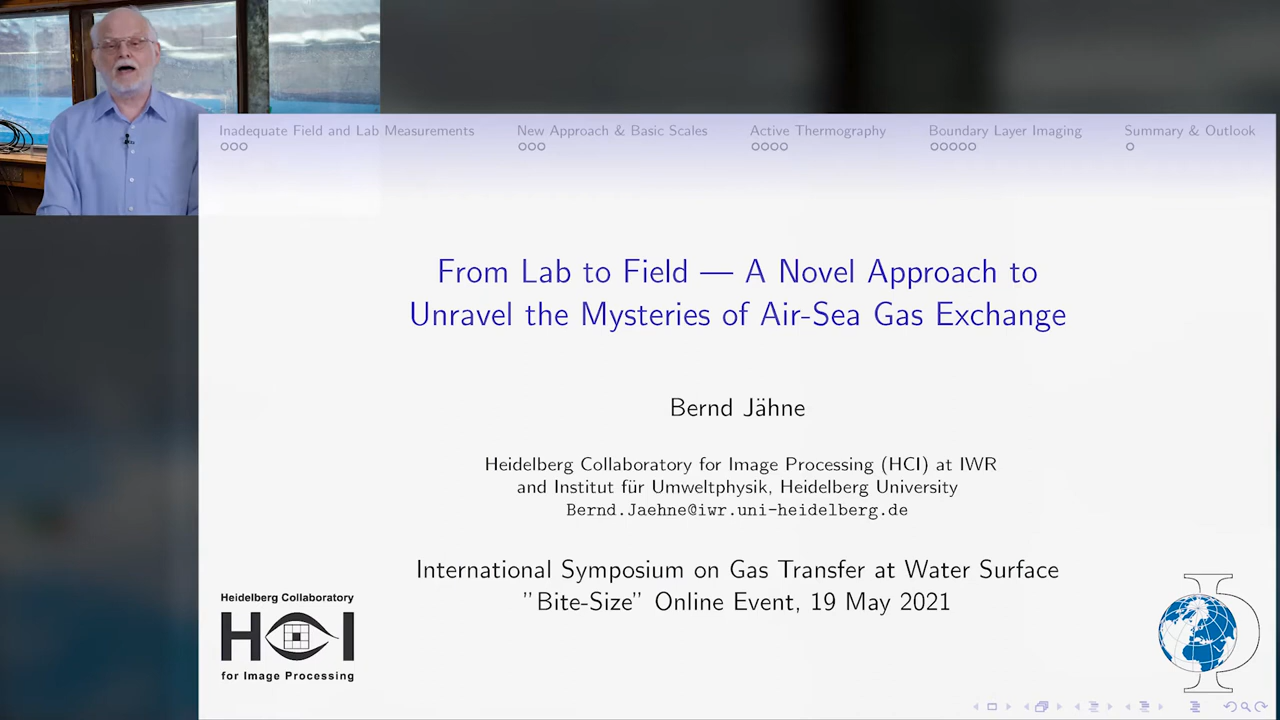 Inadequate Field and Lab Measurements
New Approach & Basic Scales
Active Thermography
Boundary Layer Imaging
Summary & Outlook
From Lab to Field — A Novel Approach to
Unravel the Mysteries of Air-Sea Gas Exchange
Bernd Jähne
Heidelberg Collaboratory for Image Processing (HCI) at IWR
and Institut für Umweltphysik, Heidelberg University
Bernd.Jaehne@iwr.uni-heidelberg.de
International Symposium on Gas Transfer at Water Surface
”Bite-Size” Online Event, 19 May 2021
Heidelberg Collaboratory
HCI
for Image Processing